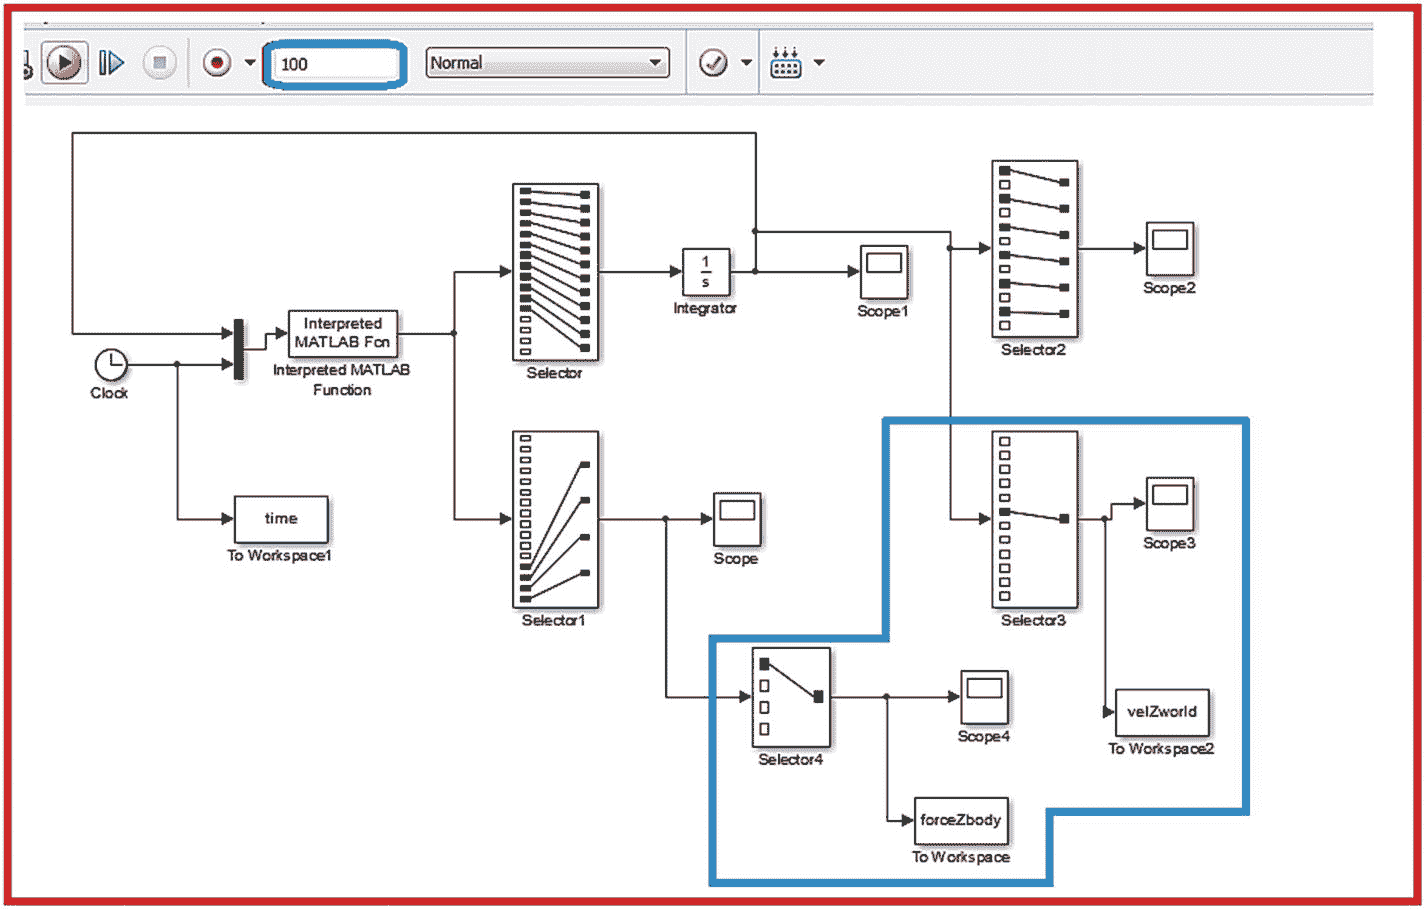 100
Normal
1
s
Integrator
Scope1
Scope2
Selector2
Interpreted
MATLAB Fcn
Interpreted MATLAB
Function
Clock
Selector
time
To Workspace1
Scope
Selector1
Scope3
Selector3
Selector4
Scope4
velZworld
To Workspace2
forceZbody
To Workspace